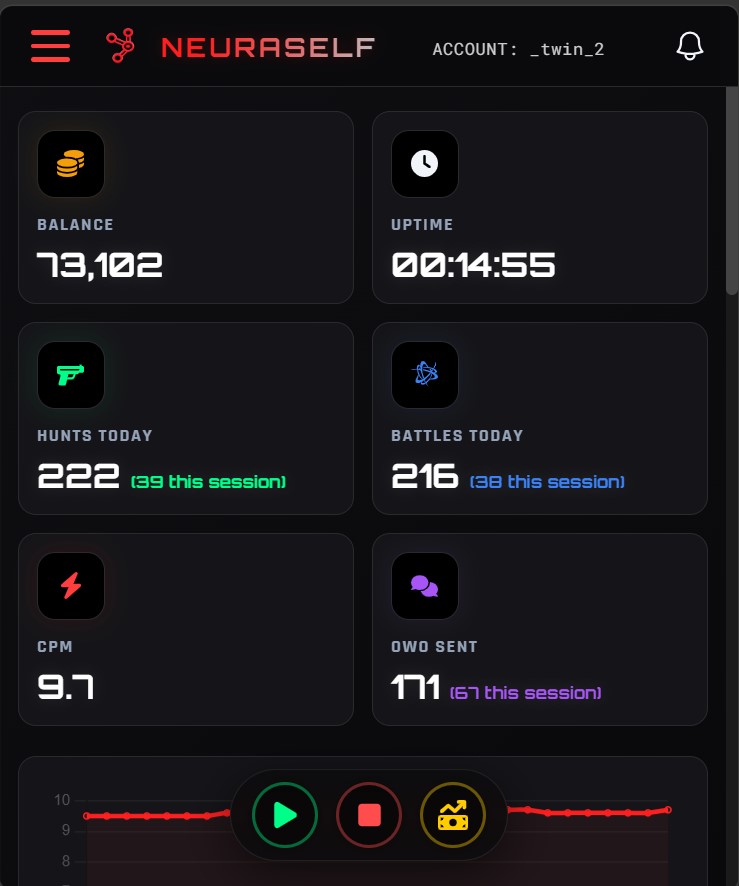 NEURASELF
ACCOUNT: _twin_2
BALANCE
73,102
UPTIME
00:14:55
HUNTS TODAY
222 (39 this session)
BATTLES TODAY
216 (38 this session)
CPM
9.7
OWO SENT
171 (67 this session)
10
9
8